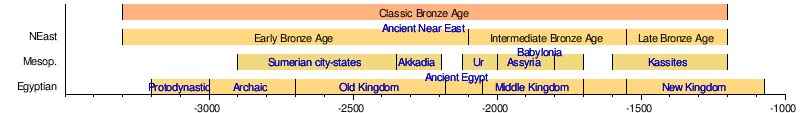 Classic Bronze Age
Ancient Near East
NEast Early Bronze Age Intermediate Bronze Age Late Bronze Age
Babylonia
Mesop. Sumerian city-states Akkadia Ur Assyria Kassites
Ancient Egypt
Egyptian Protodynastic Archaic Old Kingdom Middle Kingdom New Kingdom
-3000 -2500 -2000 -1500 -1000